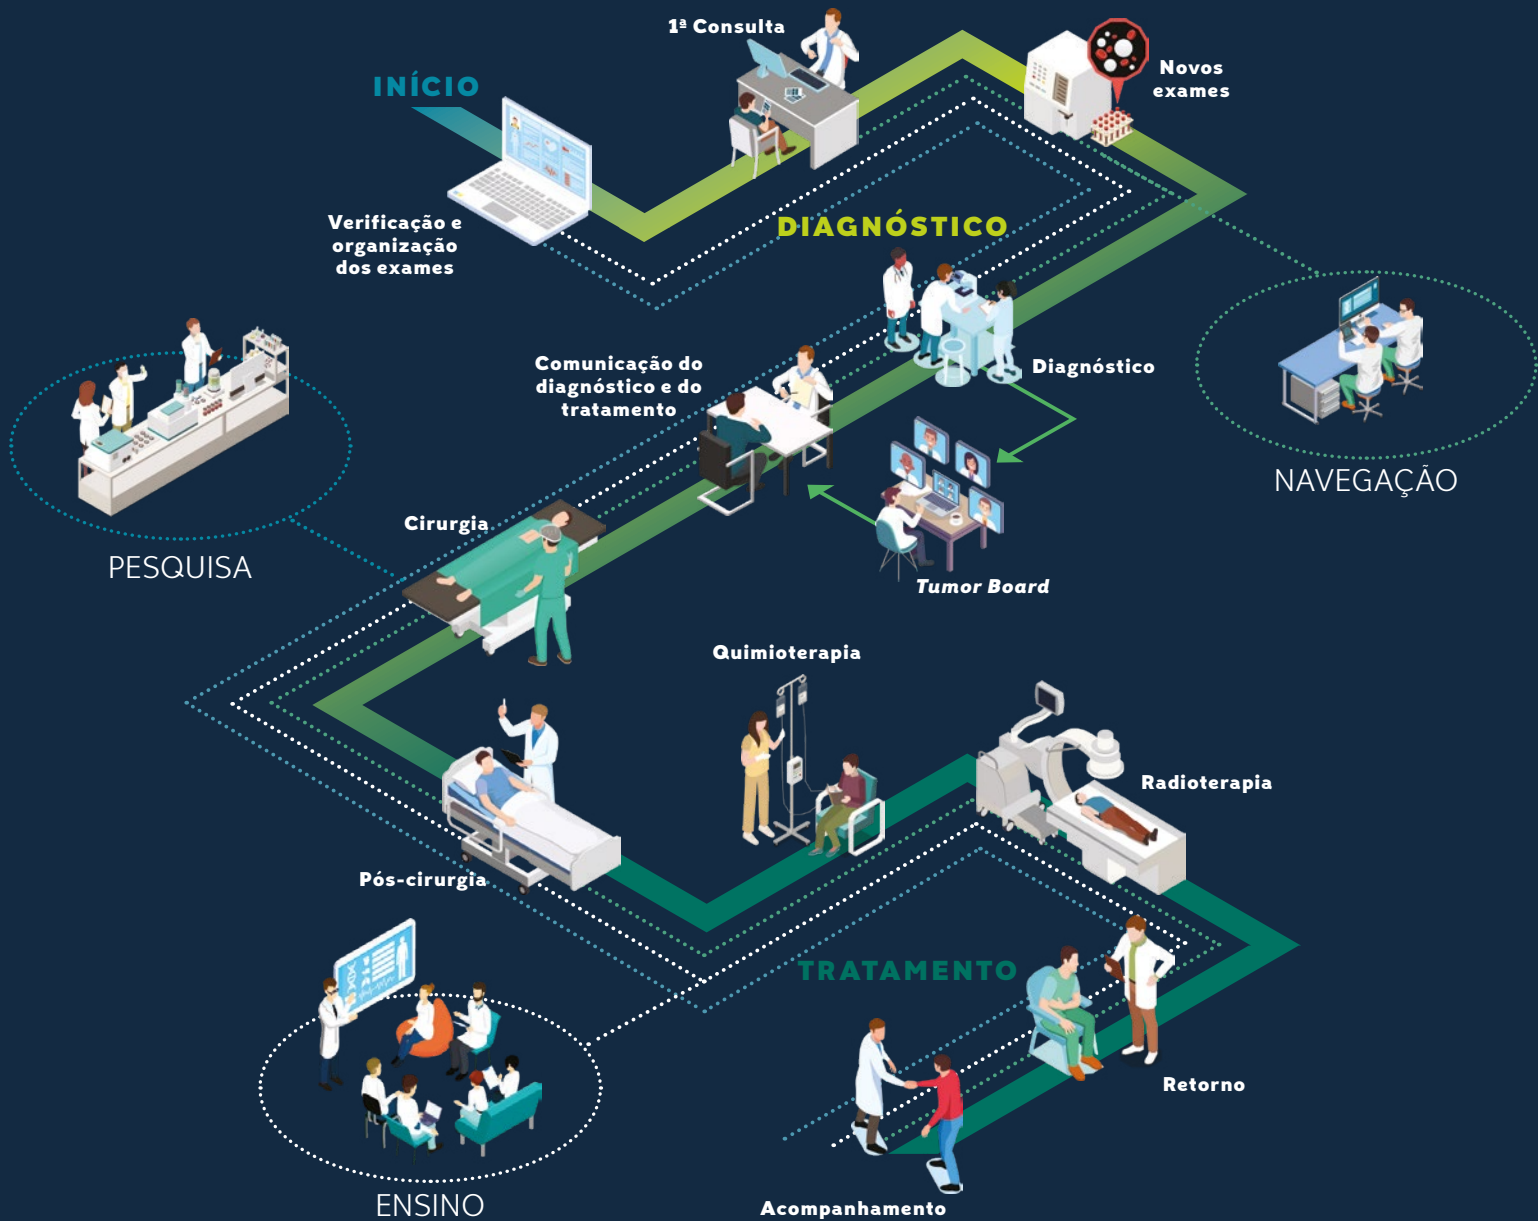 1ª Consulta
INÍCIO
Novos
exames
Verificação e
organização
dos exames
DIAGNÓSTICO
Comunicação do
diagnóstico e do
tratamento
Diagnóstico
NAVEGAÇÃO
Cirurgia
PESQUISA
Tumor Board
Quimioterapia
Radioterapia
Pós-cirurgia
TRATAMENTO
Retorno
ENSINO
Acompanhamento